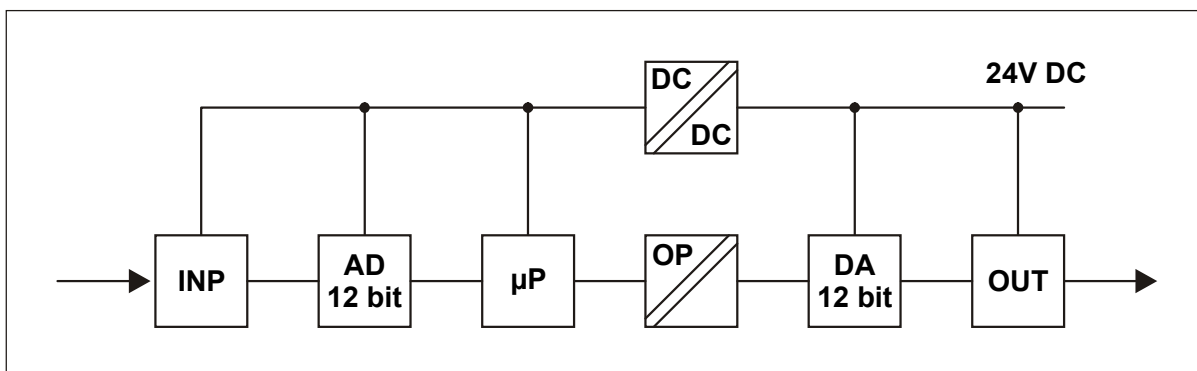 DC
DC
24V DC
INP
AD
12 bit
µP
OP
DA
12 bit
OUT